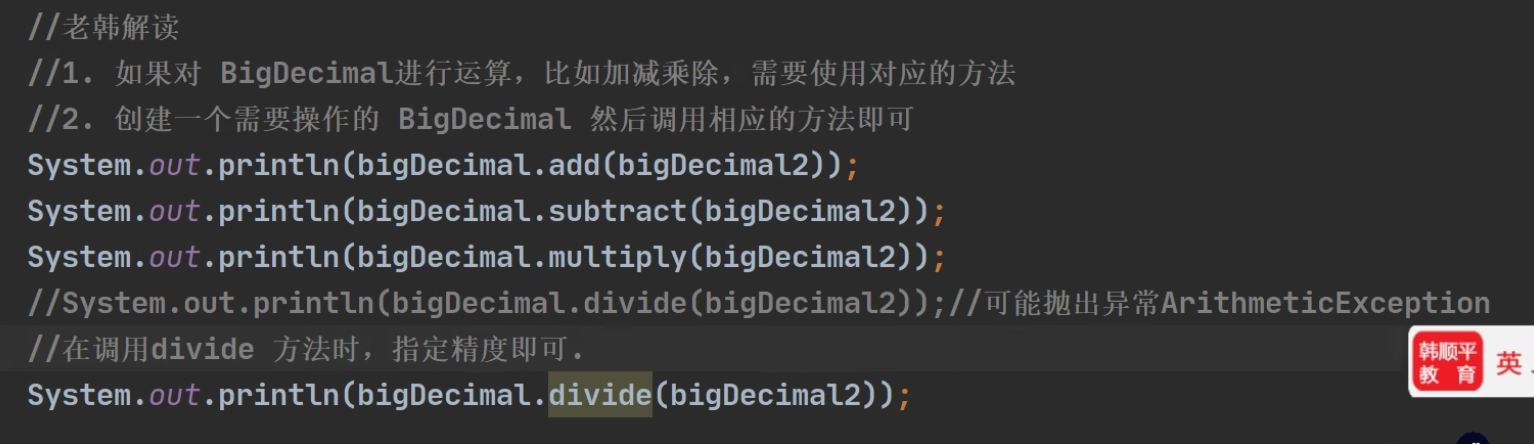 //老韩解读
//1. 如果对 BigDecimal进行运算，比如加减乘除，需要使用对应的方法
//2. 创建一个需要操作的 BigDecimal 然后调用相应的方法即可
System.out.println(bigDecimal.add(bigDecimal2));
System.out.println(bigDecimal.subtract(bigDecimal2));
System.out.println(bigDecimal.multiply(bigDecimal2));
//System.out.println(bigDecimal.divide(bigDecimal2));//可能抛出异常ArithmeticException
//在调用divide 方法时，指定精度即可.
System.out.println(bigDecimal.divide(bigDecimal2));
韩顺平
教 育
英